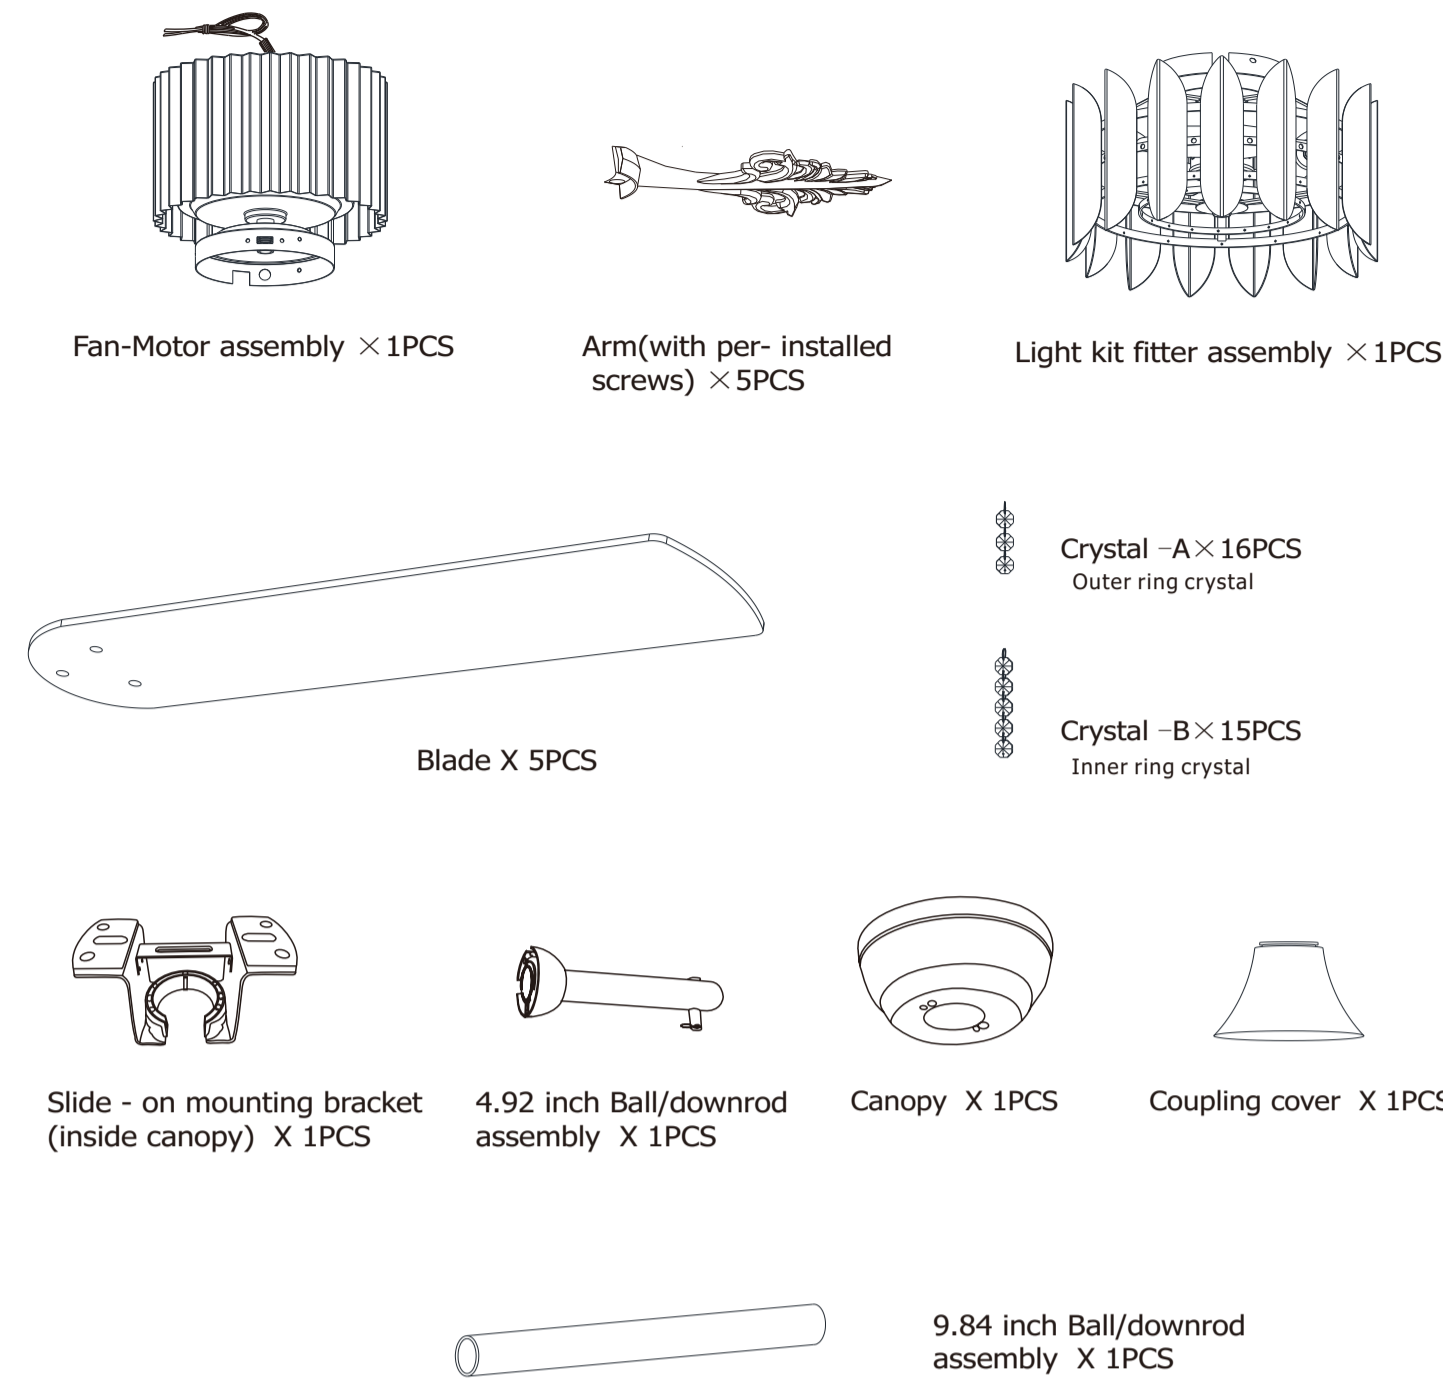 Fan-Motor assembly ×1PCS
Arm(with per- installed
screws) ×5PCS
Light kit fitter assembly ×1PCS
Crystal –A×16PCS
Outer ring crystal
Crystal –B×15PCS
Inner ring crystal
Blade X 5PCS
Slide - on mounting bracket
(inside canopy) X 1PCS
4.92 inch Ball/downrod
assembly X 1PCS
Canopy X 1PCS
Coupling cover X 1PCS
9.84 inch Ball/downrod
assembly X 1PCS